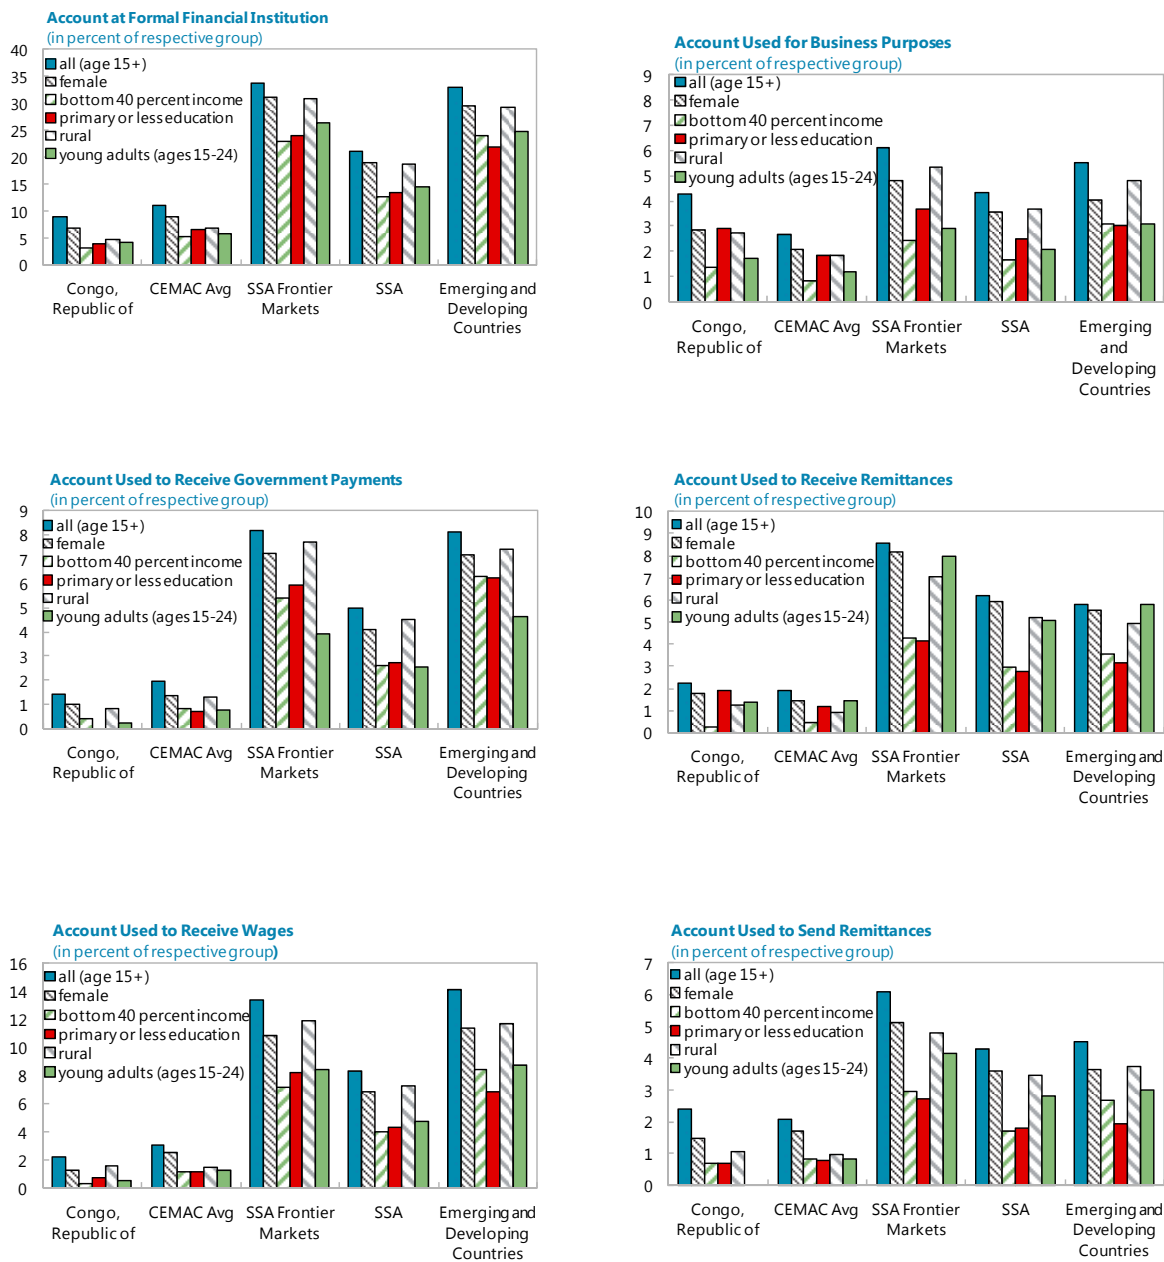 Account at Formal Financial Institution
(in percent of respective group)
40
35
30
25
20
15
10
5
0
all (age 15+)
female
bottom 40 percent income
primary or less education
rural
young adults (ages 15-24)
Congo,
Republic of
CEMAC Avg
SSA Frontier
Markets
SSA
Emerging and
Developing
Countries
Account Used for Business Purposes
(in percent of respective group)
9
8
7
6
5
4
3
2
1
0
all (age 15+)
female
bottom 40 percent income
primary or less education
rural
young adults (ages 15-24)
Congo,
Republic of
CEMAC Avg
SSA Frontier
Markets
SSA
Emerging
and
Developing
Countries
Account Used to Receive Government Payments
(in percent of respective group)
9
8
7
6
5
4
3
2
1
0
all (age 15+)
female
bottom 40 percent income
primary or less education
rural
young adults (ages 15-24)
Congo,
Republic of
CEMAC Avg
SSA Frontier
Markets
SSA
Emerging and
Developing
Countries
Account Used to Receive Remittances
(in percent of respective group)
10
9
8
7
6
5
4
3
2
1
0
all (age 15+)
female
bottom 40 percent income
primary or less education
rural
young adults (ages 15-24)
Congo,
Republic of
CEMAC Avg
SSA Frontier
Markets
SSA
Emerging and
Developing
Countries
Account Used to Receive Wages
(in percent of respective group)
16
14
12
10
8
6
4
2
0
all (age 15+)
female
bottom 40 percent income
primary or less education
rural
young adults (ages 15-24)
Congo,
Republic of
CEMAC Avg
SSA Frontier
Markets
SSA
Emerging and
Developing
Countries
Account Used to Send Remittances
(in percent of respective group)
7
6
5
4
3
2
1
0
all (age 15+)
female
bottom 40 percent income
primary or less education
rural
young adults (ages 15-24)
Congo,
Republic of
CEMAC Avg
SSA Frontier
Markets
SSA
Emerging and
Developing
Countries